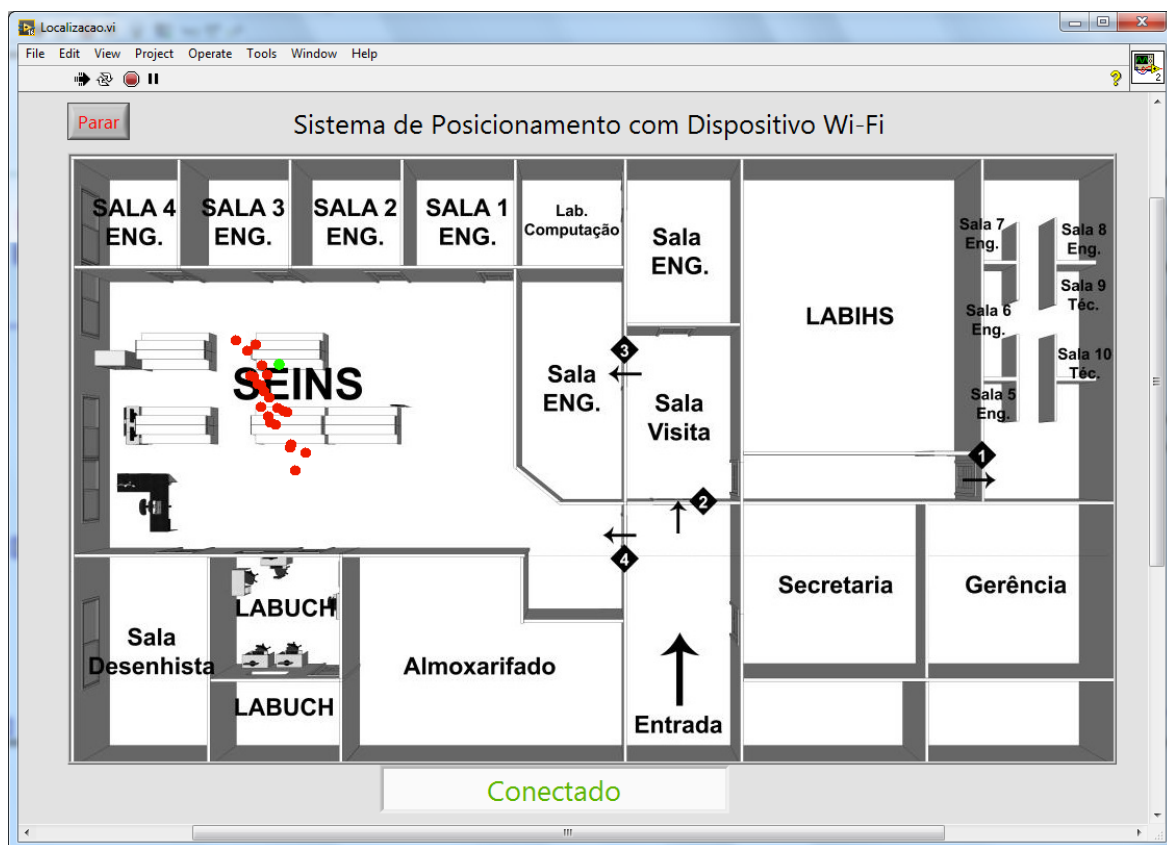 Localizacao.vi
File Edit View Project Operate Tools Window Help
2
Parar
Sistema de Posicionamento com Dispositivo Wi-Fi
SALA 4
ENG.
SALA 3
ENG.
SALA 2
ENG.
SALA 1
ENG.
Lab.
Computação
Sala
ENG.
LABIHS
Sala 7
Eng.
Sala 8
Eng.
Sala 9
Téc.
Sala 6
Eng.
Sala 10
Téc.
Sala 5
Eng.
SEINS
Sala
ENG.
3
Sala
Visita
1
2
4
Secretaria
Gerência
LABUCH
Sala
Desenhista
Almoxarifado
LABUCH
Entrada
Conectado